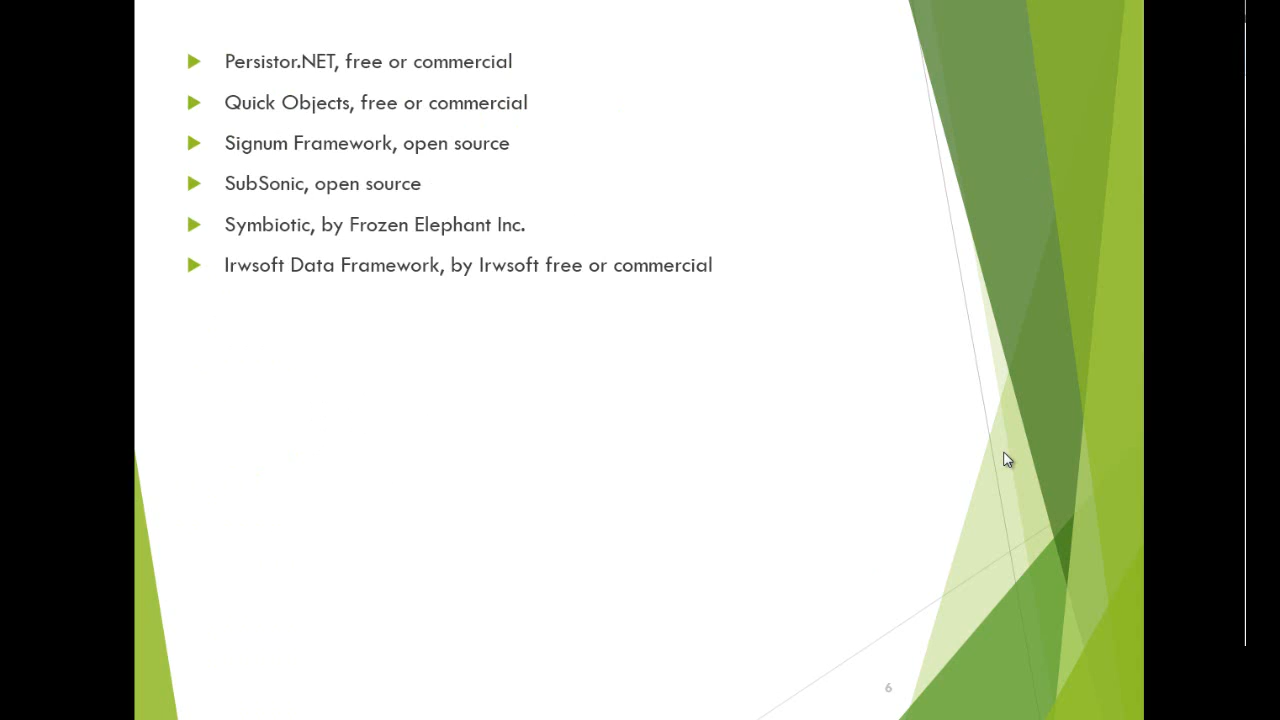 Persistor.NET, free or commercial
Quick Objects, free or commercial
Signum Framework, open source
SubSonic, open source
Symbiotic, by Frozen Elephant Inc.
Irwsoft Data Framework, by Irwsoft free or commercial
6